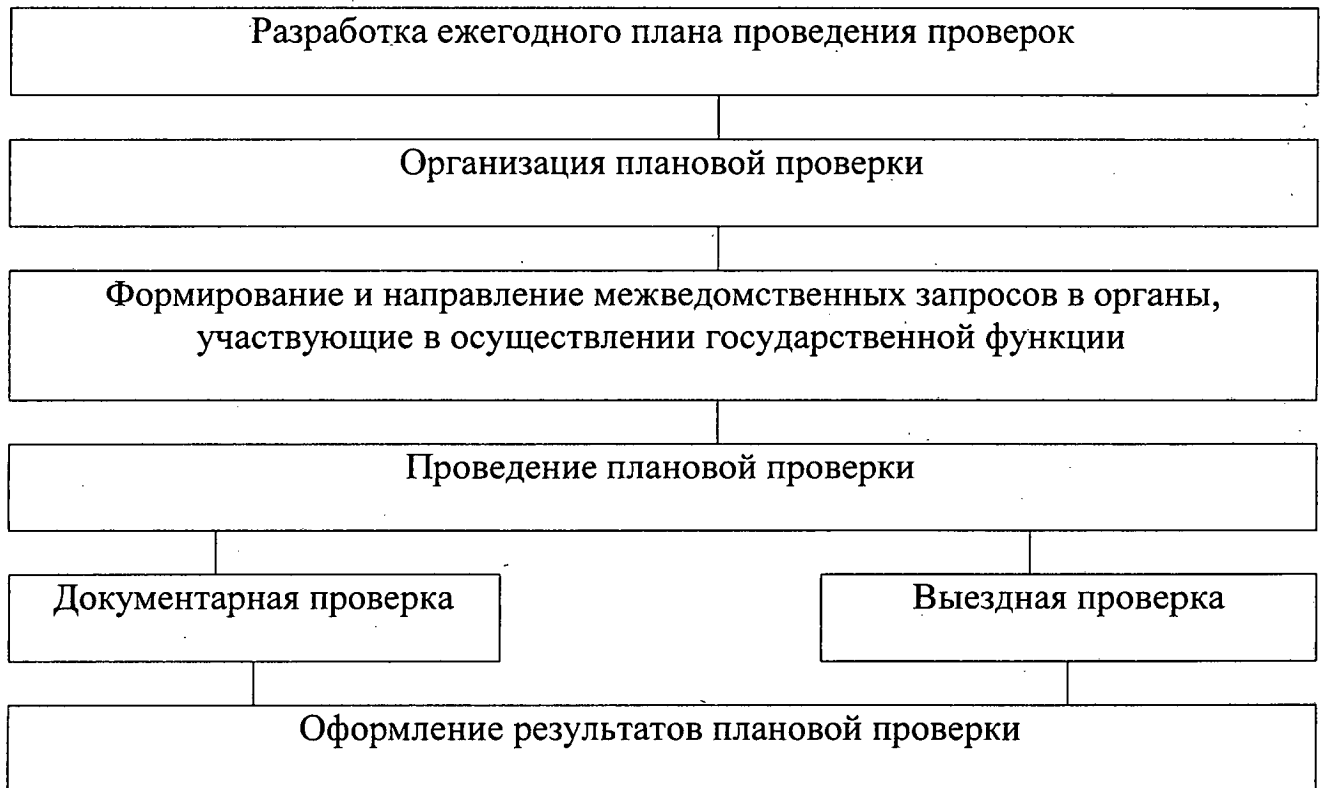 Разработка ежегодного плана проведения проверок
Организация плановой проверки
Формирование и направление межведомственных запросов в органы,
участвующие в осуществлении государственной функции
Проведение плановой проверки
Документарная проверка
Выездная проверка
Оформление результатов плановой проверки